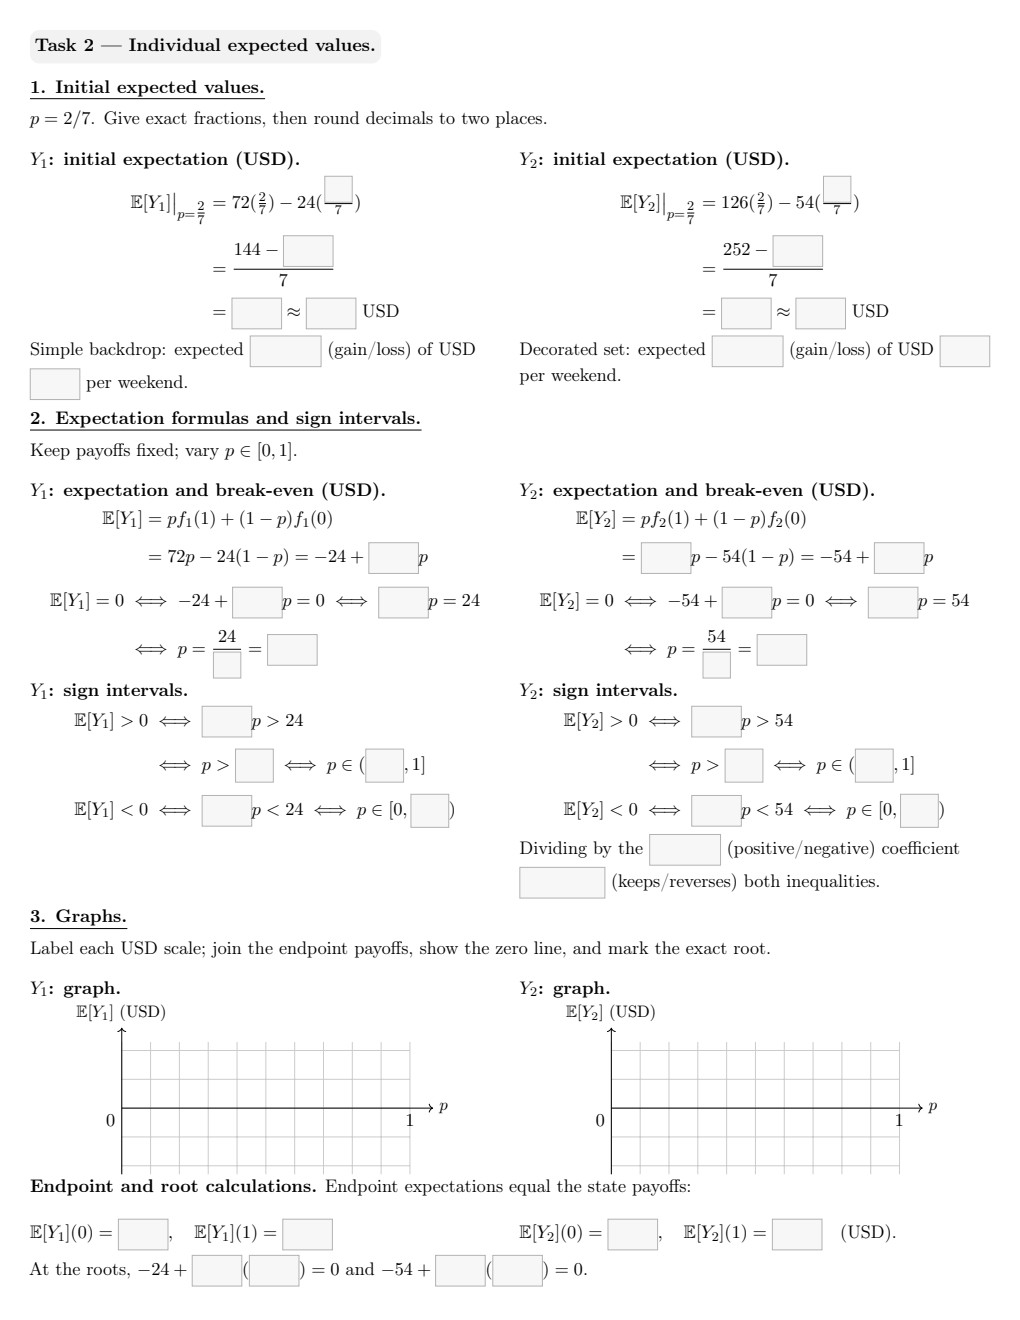 Task 2 — Individual expected values.
1. Initial expected values.
p = 2/7. Give exact fractions, then round decimals to two places.
Y₁: initial expectation (USD).
𝔼[Y₁]|ₚ₌₂⁄₇ = 72(2/7) − 24( /7)
= (144 − )/7
= ≈ USD
Simple backdrop: expected (gain/loss) of USD
per weekend.
Y₂: initial expectation (USD).
𝔼[Y₂]|ₚ₌₂⁄₇ = 126(2/7) − 54( /7)
= (252 − )/7
= ≈ USD
Decorated set: expected (gain/loss) of USD
per weekend.
2. Expectation formulas and sign intervals.
Keep payoffs fixed; vary p ∈ [0, 1].
Y₁: expectation and break-even (USD).
𝔼[Y₁] = pf₁(1) + (1 − p)f₁(0)
= 72p − 24(1 − p) = −24 + p
𝔼[Y₁] = 0 ⟺ −24 + p = 0 ⟺ p = 24
⟺ p = 24/ =
Y₁: sign intervals.
𝔼[Y₁] > 0 ⟺ p > 24
⟺ p > ⟺ p ∈ ( , 1]
𝔼[Y₁] < 0 ⟺ p < 24 ⟺ p ∈ [0, )
Y₂: expectation and break-even (USD).
𝔼[Y₂] = pf₂(1) + (1 − p)f₂(0)
= p − 54(1 − p) = −54 + p
𝔼[Y₂] = 0 ⟺ −54 + p = 0 ⟺ p = 54
⟺ p = 54/ =
Y₂: sign intervals.
𝔼[Y₂] > 0 ⟺ p > 54
⟺ p > ⟺ p ∈ ( , 1]
𝔼[Y₂] < 0 ⟺ p < 54 ⟺ p ∈ [0, )
Dividing by the (positive/negative) coefficient
(keeps/reverses) both inequalities.
3. Graphs.
Label each USD scale; join the endpoint payoffs, show the zero line, and mark the exact root.
Y₁: graph.
𝔼[Y₁] (USD)
p
0 1
Y₂: graph.
𝔼[Y₂] (USD)
p
0 1
Endpoint and root calculations. Endpoint expectations equal the state payoffs:
𝔼[Y₁](0) = , 𝔼[Y₁](1) =
𝔼[Y₂](0) = , 𝔼[Y₂](1) = (USD).
At the roots, −24 + ( ) = 0 and −54 + ( ) = 0.